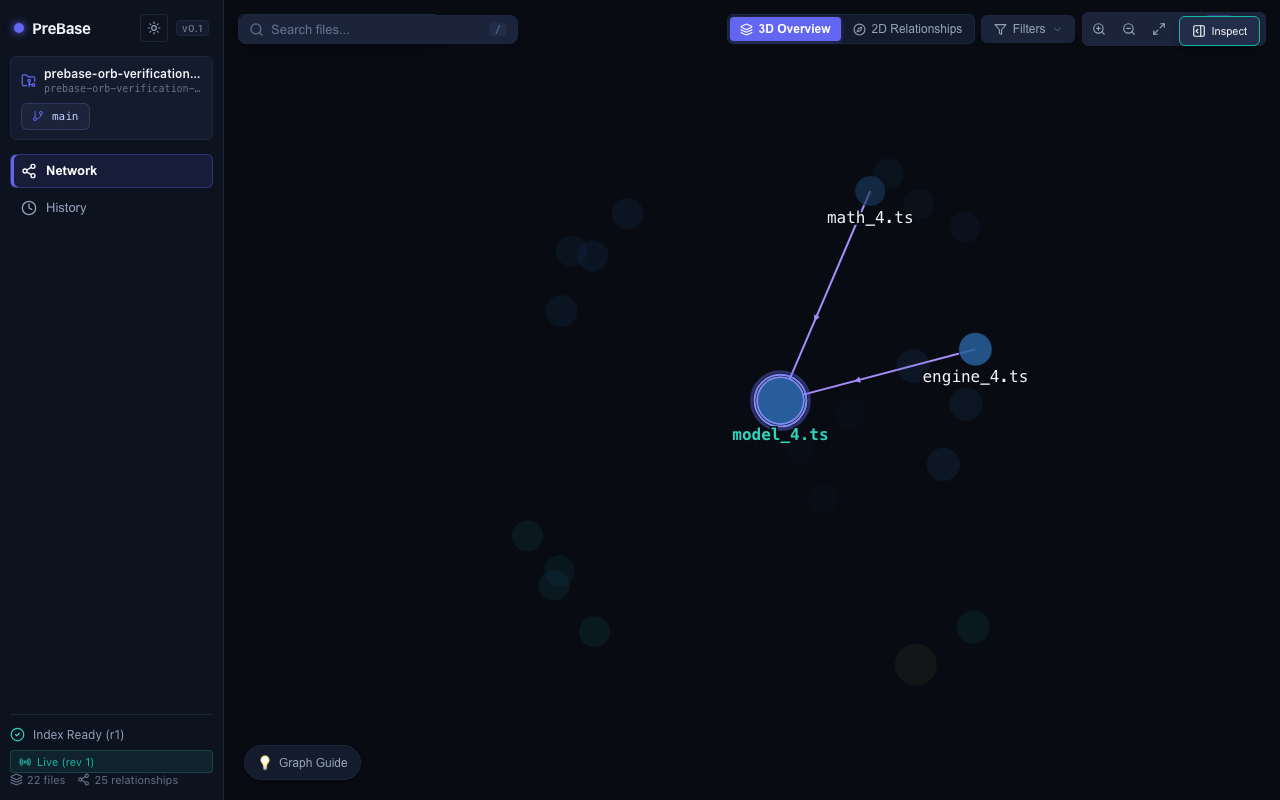 PreBase
v0.1
prebase-orb-verification...
prebase-orb-verification-…
main
Network
History
Search files...
/
3D Overview
2D Relationships
Filters
Inspect
math_4.ts
engine_4.ts
model_4.ts
Index Ready (r1)
Live (rev 1)
22 files
25 relationships
Graph Guide